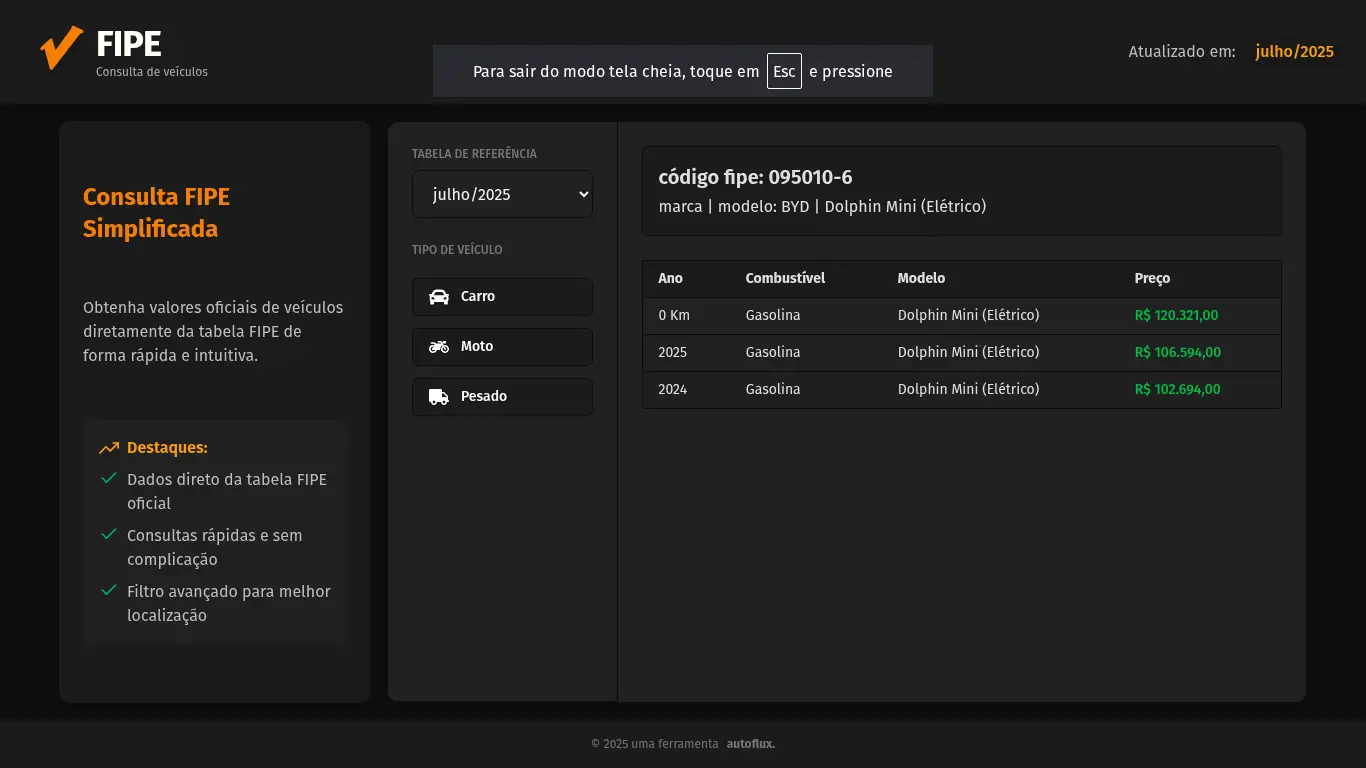 FIPE
Consulta de veículos
Para sair do modo tela cheia, toque em Esc e pressione
Atualizado em: julho/2025
Consulta FIPE
Simplificada
Obtenha valores oficiais de veículos
diretamente da tabela FIPE de
forma rápida e intuitiva.
Destaques:
Dados direto da tabela FIPE
oficial
Consultas rápidas e sem
complicação
Filtro avançado para melhor
localização
TABELA DE REFERÊNCIA
julho/2025
TIPO DE VEÍCULO
Carro
Moto
Pesado
código fipe: 095010-6
marca | modelo: BYD | Dolphin Mini (Elétrico)
Ano Combustível Modelo Preço
0 Km Gasolina Dolphin Mini (Elétrico) R$ 120.321,00
2025 Gasolina Dolphin Mini (Elétrico) R$ 106.594,00
2024 Gasolina Dolphin Mini (Elétrico) R$ 102.694,00
© 2025 uma ferramenta autoflux.